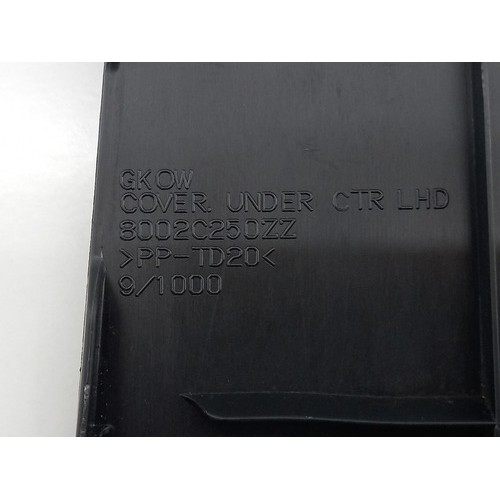 GKOW
COVER. UNDER CTR LHD
8002C250ZZ
>PP-TD20<
9/1000